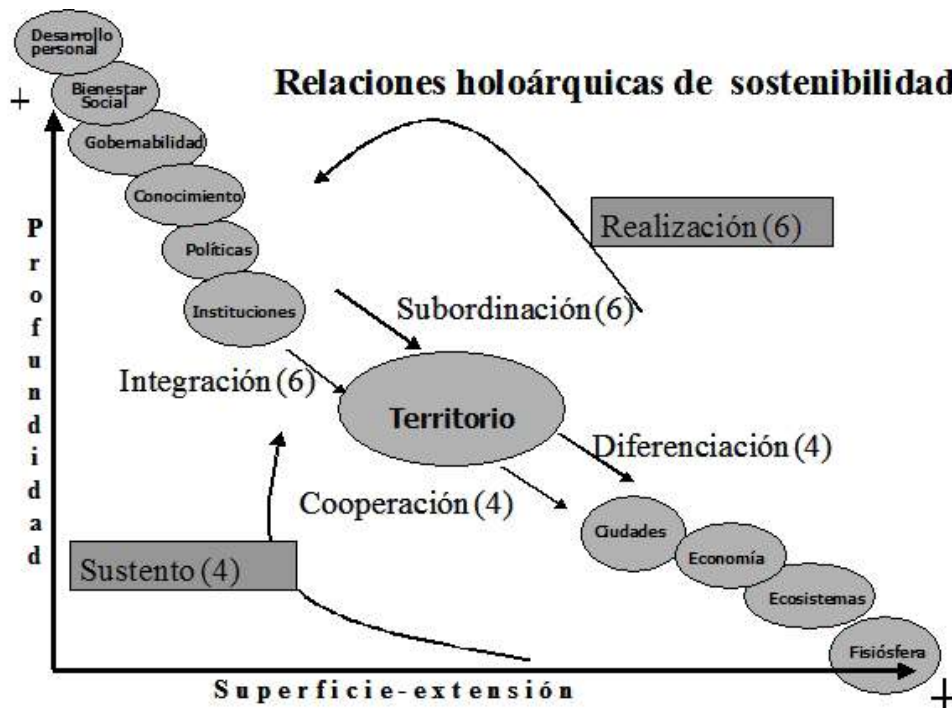 Desarrollo
personal
Bienestar
Social
+
Relaciones holoárquicas de sostenibilidad
Gobernabilidad
Conocimiento
Realización (6)
Políticas
Instituciones
Subordinación (6)
Integración (6)
Territorio
Diferenciación (4)
Cooperación (4)
Ciudades
Economía
Sustento (4)
Ecosistemas
Fisiósfera
Profundidad
Superficie-extensión
+